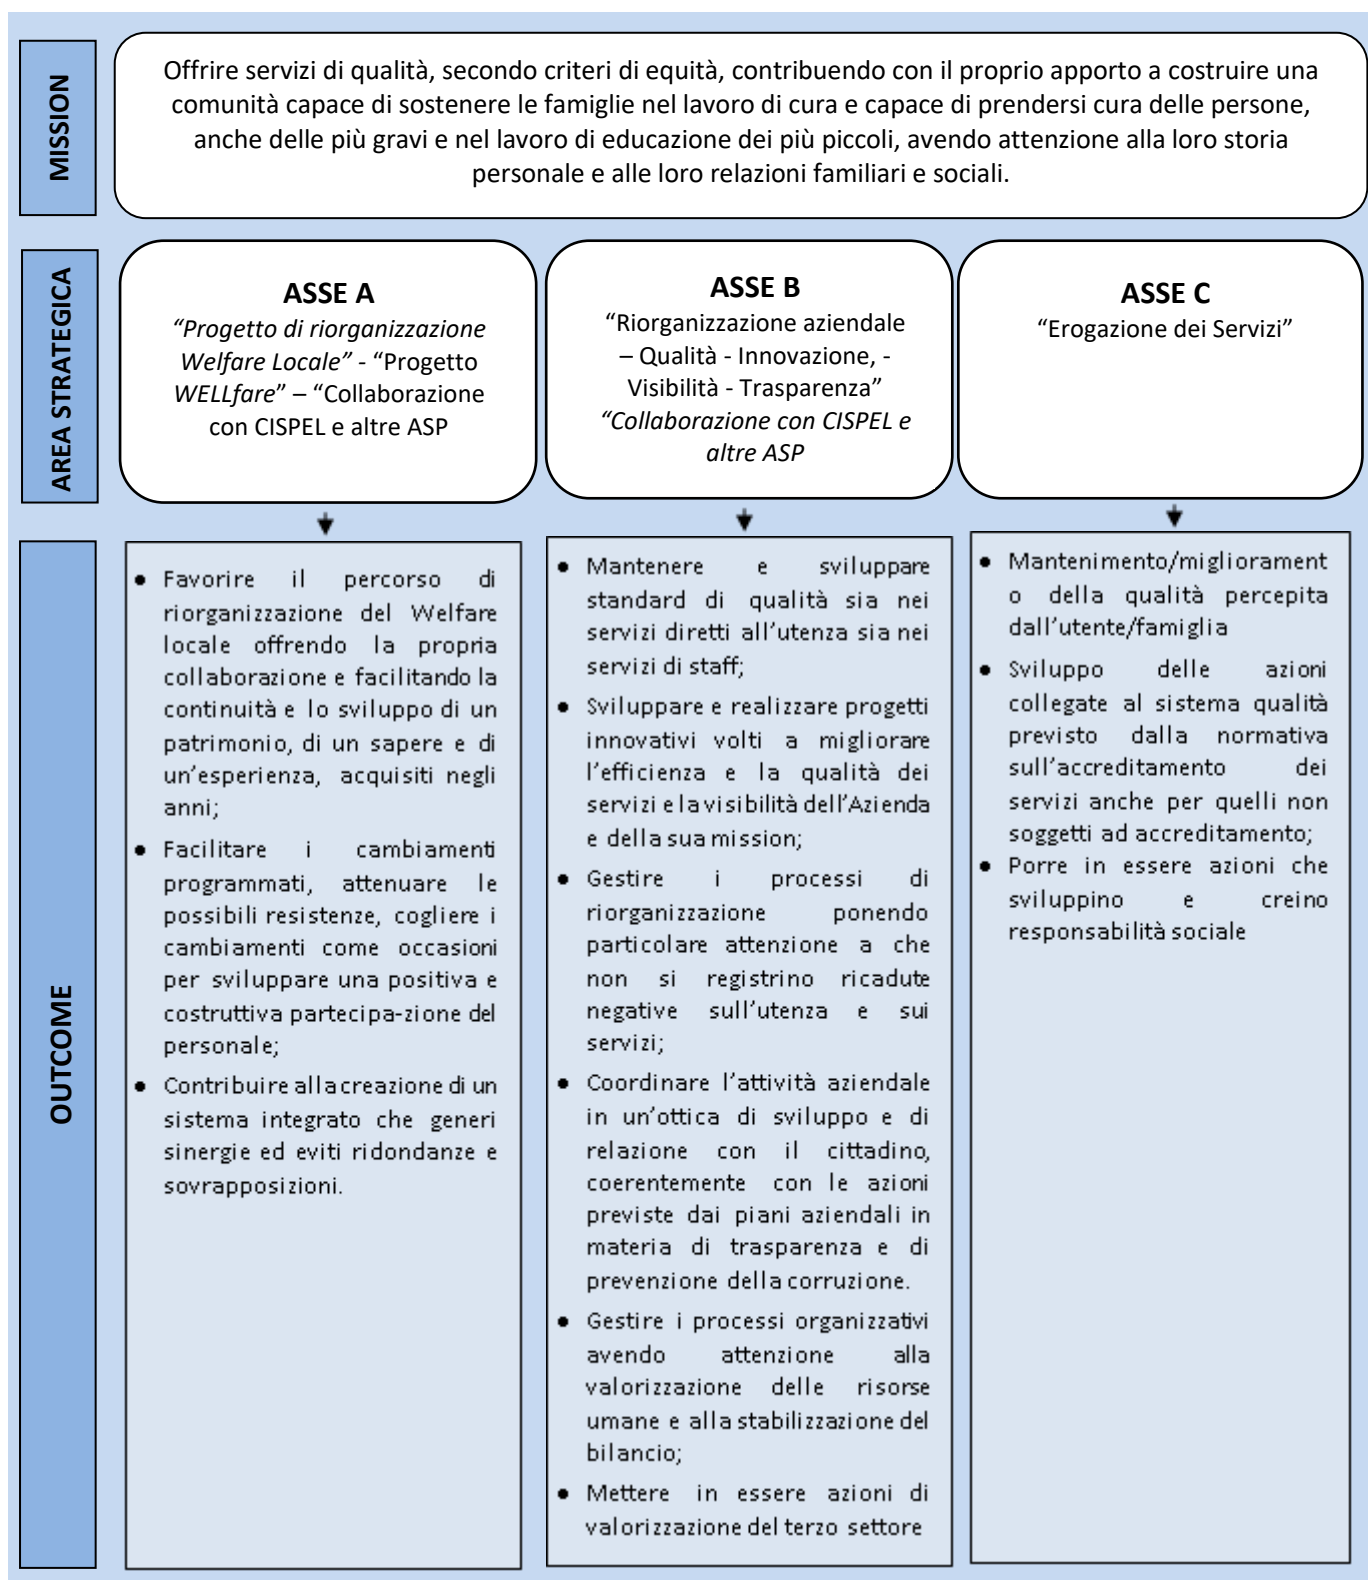 MISSION
Offrire servizi di qualità, secondo criteri di equità, contribuendo con il proprio apporto a costruire una
comunità capace di sostenere le famiglie nel lavoro di cura e capace di prendersi cura delle persone,
anche delle più gravi e nel lavoro di educazione dei più piccoli, avendo attenzione alla loro storia
personale e alle loro relazioni familiari e sociali.
AREA STRATEGICA
ASSE A
“Progetto di riorganizzazione
Welfare Locale” - “Progetto
WELLfare” – “Collaborazione
con CISPEL e altre ASP
ASSE B
“Riorganizzazione aziendale
– Qualità - Innovazione, -
Visibilità - Trasparenza”
“Collaborazione con CISPEL e
altre ASP
ASSE C
“Erogazione dei Servizi”
OUTCOME
● Favorire il percorso di
riorganizzazione del Welfare
locale offrendo la propria
collaborazione e facilitando la
continuità e lo sviluppo di un
patrimonio, di un sapere e di
un’esperienza, acquisiti negli
anni;
● Facilitare i cambiamenti
programmati, attenuare le
possibili resistenze, cogliere i
cambiamenti come occasioni
per sviluppare una positiva e
costruttiva partecipa-zione del
personale;
● Contribuire alla creazione di un
sistema integrato che generi
sinergie ed eviti ridondanze e
sovrapposizioni.
● Mantenere e sviluppare
standard di qualità sia nei
servizi diretti all’utenza sia nei
servizi di staff;
● Sviluppare e realizzare progetti
innovativi volti a migliorare
l’efficienza e la qualità dei
servizi e la visibilità dell’Azienda
e della sua mission;
● Gestire i processi di
riorganizzazione ponendo
particolare attenzione a che
non si registrino ricadute
negative sull’utenza e sui
servizi;
● Coordinare l’attività aziendale
in un’ottica di sviluppo e di
relazione con il cittadino,
coerentemente con le azioni
previste dai piani aziendali in
materia di trasparenza e di
prevenzione della corruzione.
● Gestire i processi organizzativi
avendo attenzione alla
valorizzazione delle risorse
umane e alla stabilizzazione del
bilancio;
● Mettere in essere azioni di
valorizzazione del terzo settore
● Mantenimento/migliorament
o della qualità percepita
dall’utente/famiglia
● Sviluppo delle azioni
collegate al sistema qualità
previsto dalla normativa
sull’accreditamento dei
servizi anche per quelli non
soggetti ad accreditamento;
● Porre in essere azioni che
sviluppino e creino
responsabilità sociale